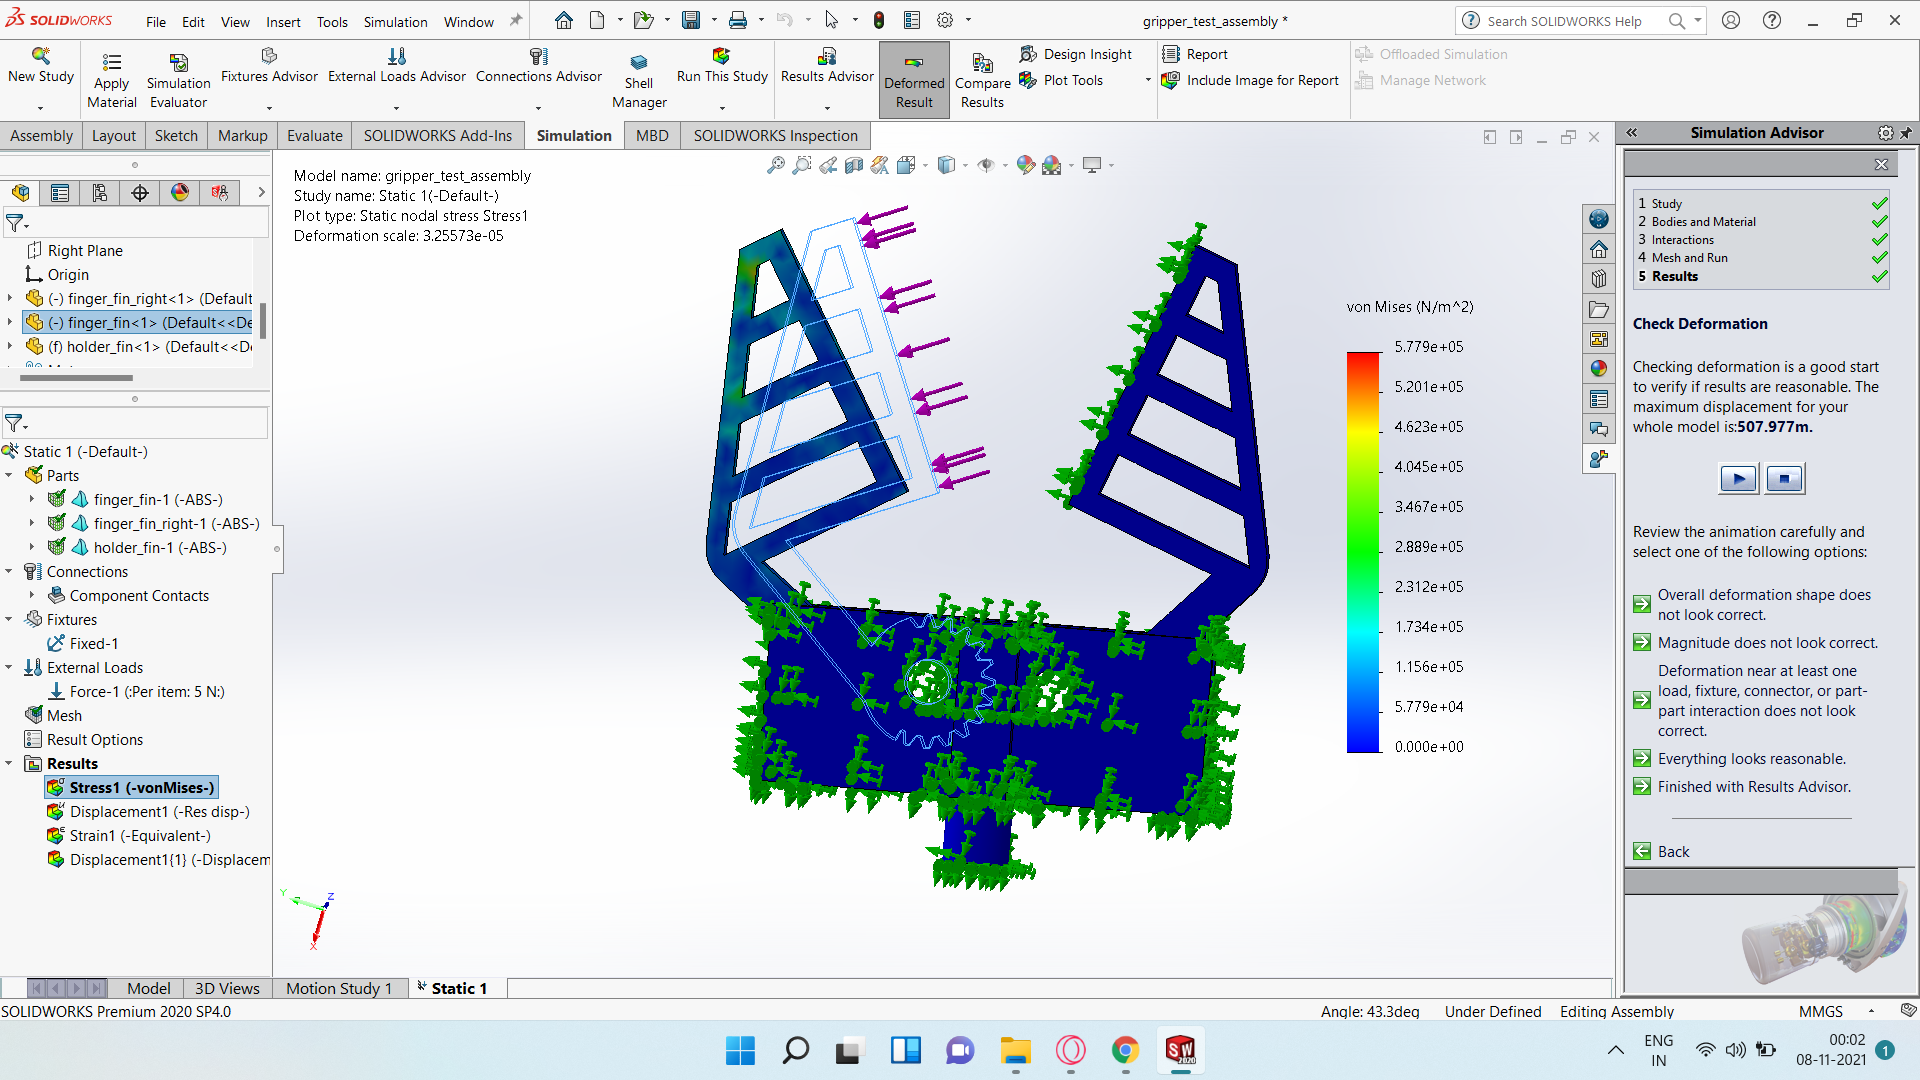 SOLIDWORKS
File
Edit
View
Insert
Tools
Simulation
Window
gripper_test_assembly *
Search SOLIDWORKS Help
New Study
Apply
Material
Simulation
Evaluator
Fixtures Advisor
External Loads Advisor
Connections Advisor
Shell
Manager
Run This Study
Results Advisor
Deformed
Result
Compare
Results
Design Insight
Plot Tools
Report
Include Image for Report
Offloaded Simulation
Manage Network
Assembly
Layout
Sketch
Markup
Evaluate
SOLIDWORKS Add-Ins
Simulation
MBD
SOLIDWORKS Inspection
Right Plane
Origin
(-) finger_fin_right<1> (Default
(-) finger_fin<1> (Default<<De
(f) holder_fin<1> (Default<<D
Static 1 (-Default-)
Parts
finger_fin-1 (-ABS-)
finger_fin_right-1 (-ABS-)
holder_fin-1 (-ABS-)
Connections
Component Contacts
Fixtures
Fixed-1
External Loads
Force-1 (:Per item: 5 N:)
Mesh
Result Options
Results
Stress1 (-vonMises-)
Displacement1 (-Res disp-)
Strain1 (-Equivalent-)
Displacement1{1} (-Displacem
Model name: gripper_test_assembly
Study name: Static 1(-Default-)
Plot type: Static nodal stress Stress1
Deformation scale: 3.25573e-05
von Mises (N/m^2)
5.779e+05
5.201e+05
4.623e+05
4.045e+05
3.467e+05
2.889e+05
2.312e+05
1.734e+05
1.156e+05
5.779e+04
0.000e+00
Y
Z
X
Simulation Advisor
1 Study
2 Bodies and Material
3 Interactions
4 Mesh and Run
5 Results
Check Deformation
Checking deformation is a good start
to verify if results are reasonable. The
maximum displacement for your
whole model is:507.977m.
Review the animation carefully and
select one of the following options:
Overall deformation shape does
not look correct.
Magnitude does not look correct.
Deformation near at least one
load, fixture, connector, or part-
part interaction does not look
correct.
Everything looks reasonable.
Finished with Results Advisor.
Back
Model
3D Views
Motion Study 1
Static 1
SOLIDWORKS Premium 2020 SP4.0
Angle: 43.3deg
Under Defined
Editing Assembly
MMGS
SW
2020
ENG
IN
00:02
08-11-2021
1